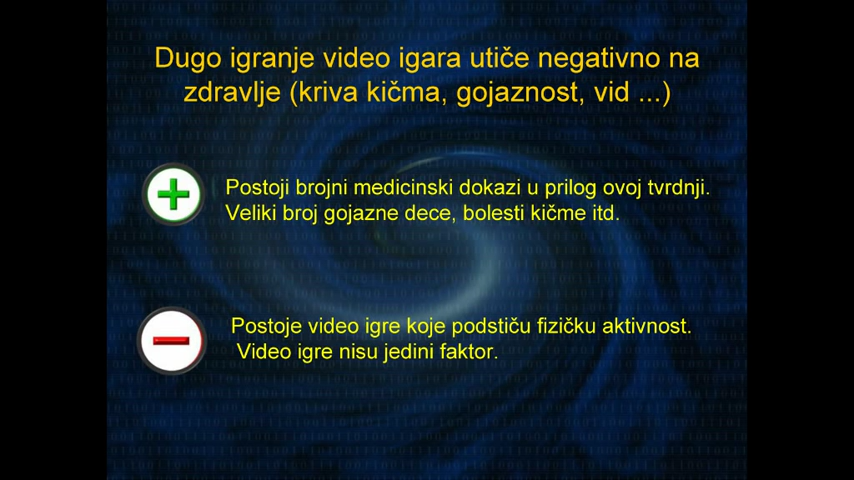 Dugo igranje video igara utiče negativno na
zdravlje (kriva kičma, gojaznost, vid ...)
Postoji brojni medicinski dokazi u prilog ovoj tvrdnji.
Veliki broj gojazne dece, bolesti kičme itd.
Postoje video igre koje podstiču fizičku aktivnost.
Video igre nisu jedini faktor.